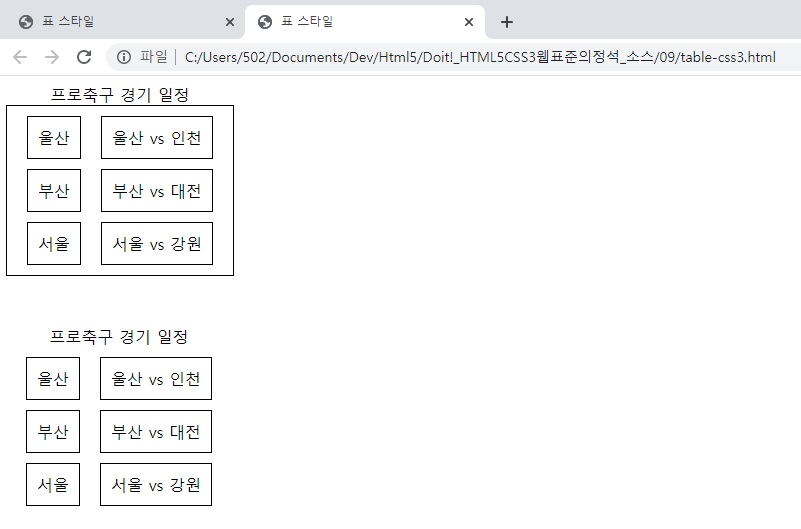 표 스타일
표 스타일
파일 C:/Users/502/Documents/Dev/Html5/Doit!_HTML5CSS3웹표준의정석_소스/09/table-css3.html
프로축구 경기 일정
울산 울산 vs 인천
부산 부산 vs 대전
서울 서울 vs 강원
프로축구 경기 일정
울산 울산 vs 인천
부산 부산 vs 대전
서울 서울 vs 강원